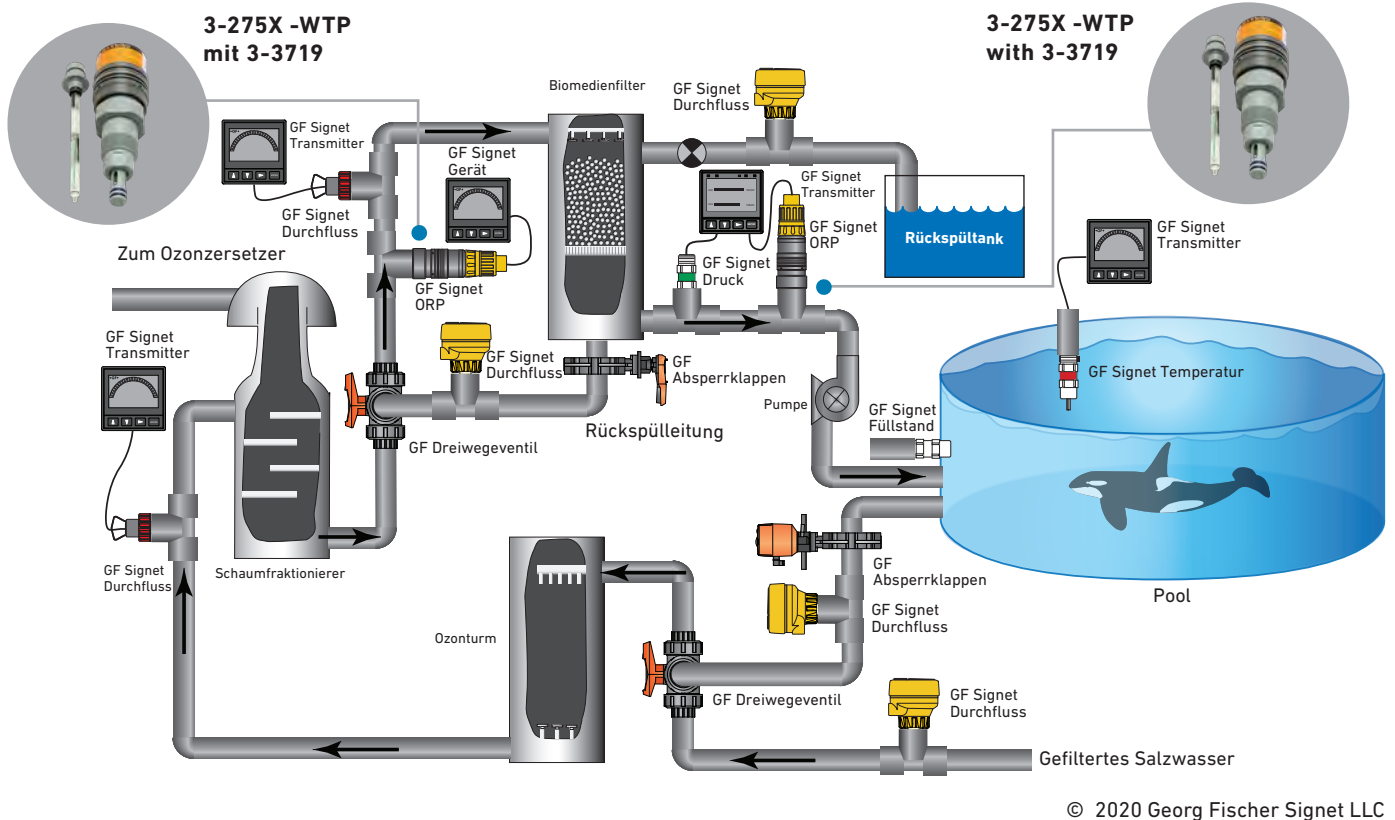 3-275X -WTP
mit 3-3719
3-275X -WTP
with 3-3719
Biomedienfilter
GF Signet
Durchfluss
GF Signet
Transmitter
GF Signet
Gerät
GF Signet
Durchfluss
GF Signet
Transmitter
GF Signet
ORP
GF Signet
Druck
Rückspültank
GF Signet
Transmitter
Zum Ozonzersetzer
GF Signet
ORP
GF Signet
Transmitter
GF Signet
Durchfluss
GF
Absperrklappen
Pumpe
GF Signet
Füllstand
GF Signet Temperatur
GF Dreiwegeventil
Rückspülleitung
GF Signet
Durchfluss
Schaumfraktionierer
GF
Absperrklappen
Pool
GF Signet
Durchfluss
Ozonturm
GF Dreiwegeventil
GF Signet
Durchfluss
Gefiltertes Salzwasser
© 2020 Georg Fischer Signet LLC